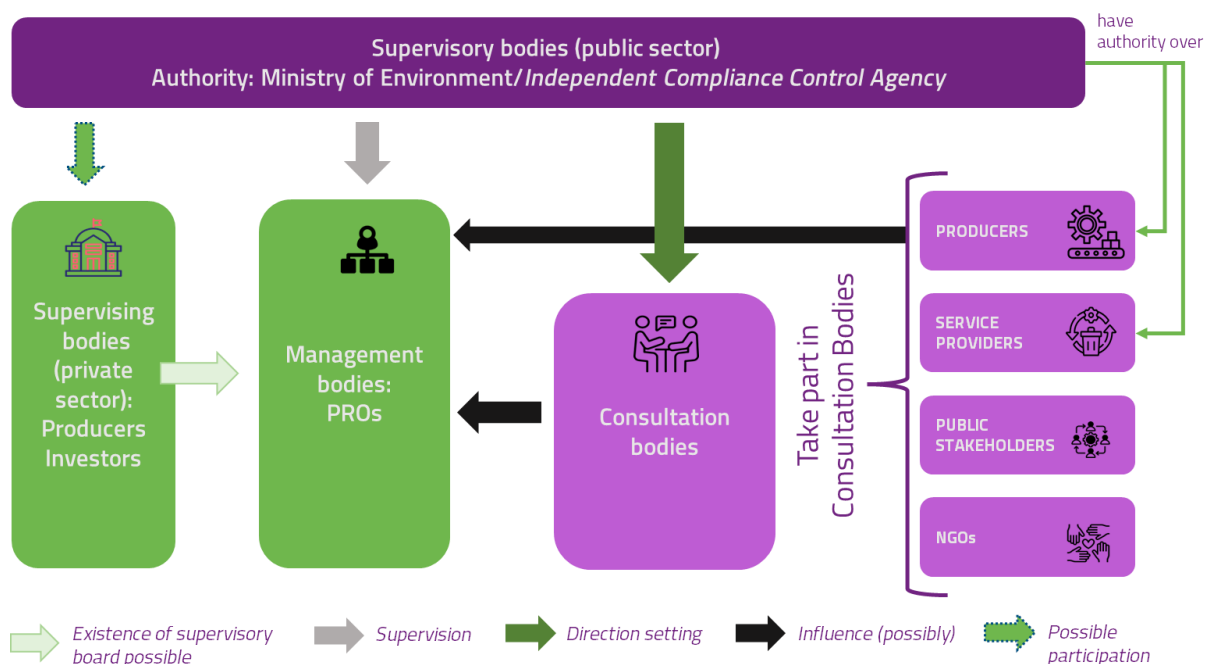 have
authority over
Supervisory bodies (public sector)
Authority: Ministry of Environment/Independent Compliance Control Agency
Supervising
bodies
(private
sector):
Producers
Investors
Management
bodies:
PROs
Consultation
bodies
Take part in
Consultation Bodies
PRODUCERS
SERVICE
PROVIDERS
PUBLIC
STAKEHOLDERS
NGOs
Existence of supervisory
board possible
Supervision
Direction setting
Influence (possibly)
Possible
participation